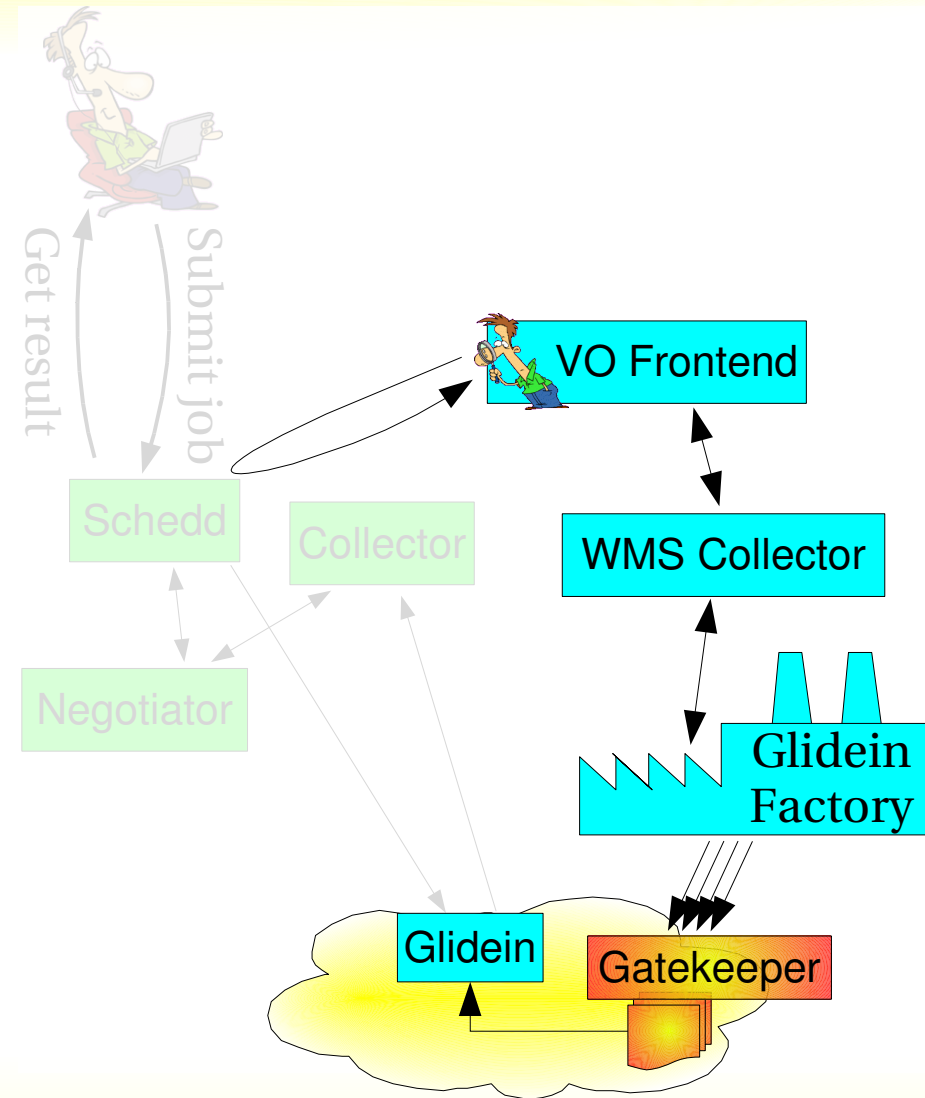 Get result
Submit job
VO Frontend
Schedd
Collector
WMS Collector
Negotiator
Glidein
Factory
Glidein
Gatekeeper